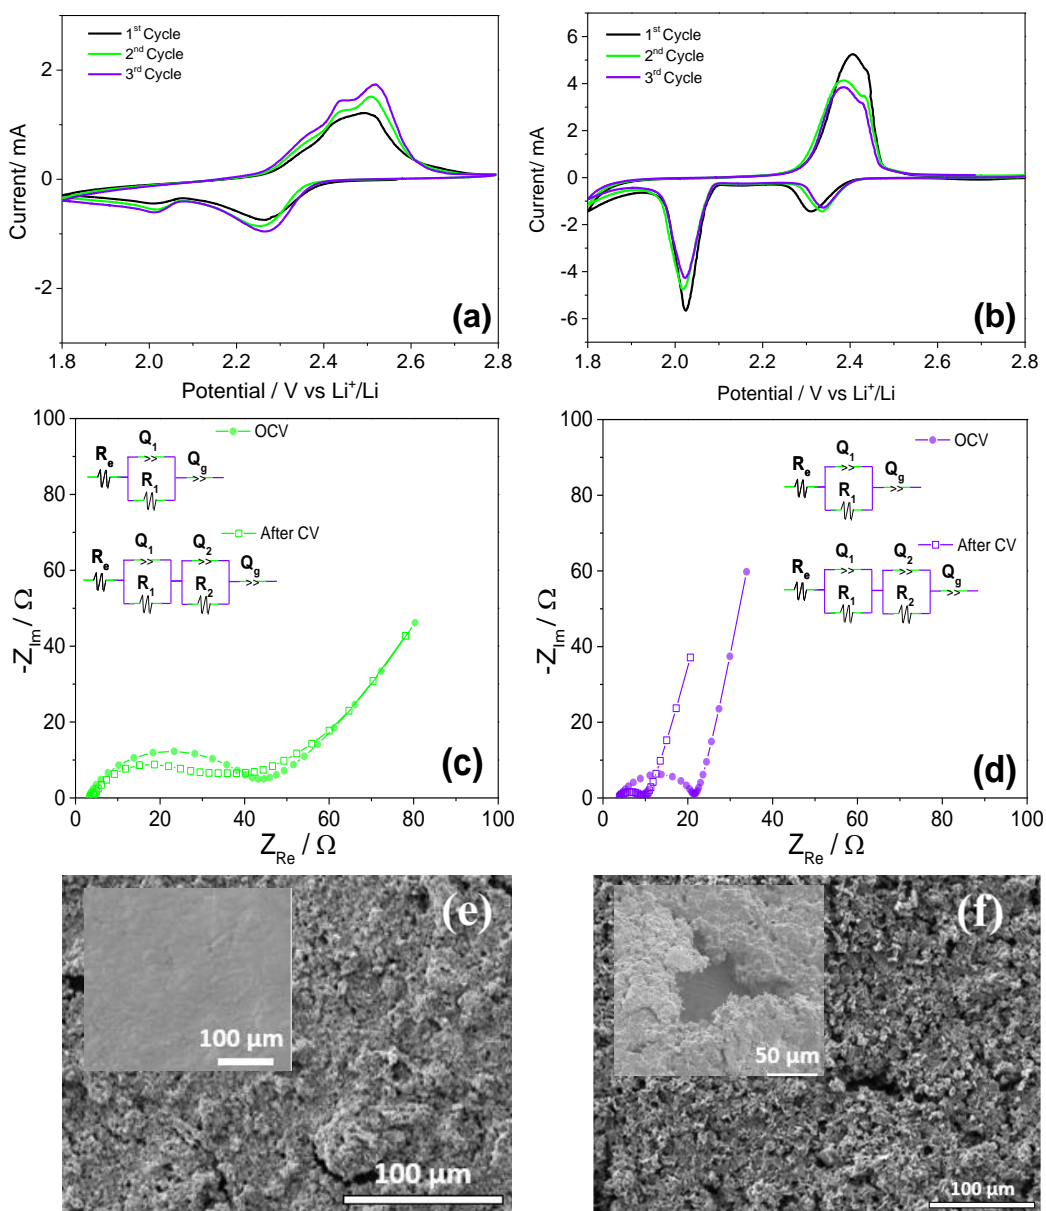 1st Cycle
2nd Cycle
3rd Cycle
2
0
-2
Current/ mA
(a)
1.8 2.0 2.2 2.4 2.6 2.8
Potential / V vs Li+/Li
1st Cycle
2nd Cycle
3rd Cycle
6
4
2
0
-2
-4
-6
Current/ mA
(b)
1.8 2.0 2.2 2.4 2.6 2.8
Potential / V vs Li+/Li
100
80
60
40
20
0
-ZIm/ Ω
OCV
Re Q1 R1 Qg
After CV
Re Q1 R1 Q2 R2 Qg
(c)
0 20 40 60 80 100
ZRe / Ω
100
80
60
40
20
0
-ZIm/ Ω
OCV
Re Q1 R1 Qg
After CV
Re Q1 R1 Q2 R2 Qg
(d)
0 20 40 60 80 100
ZRe / Ω
(e)
100 µm
100 µm
(f)
50 µm
100 µm